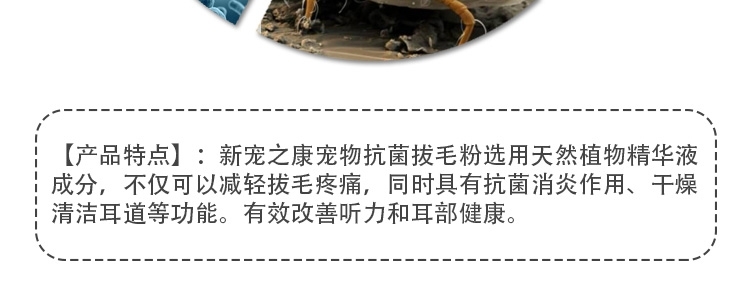 【产品特点】：新宠之康宠物抗菌拔毛粉选用天然植物精华液
成分，不仅可以减轻拔毛疼痛，同时具有抗菌消炎作用、干燥
清洁耳道等功能。有效改善听力和耳部健康。